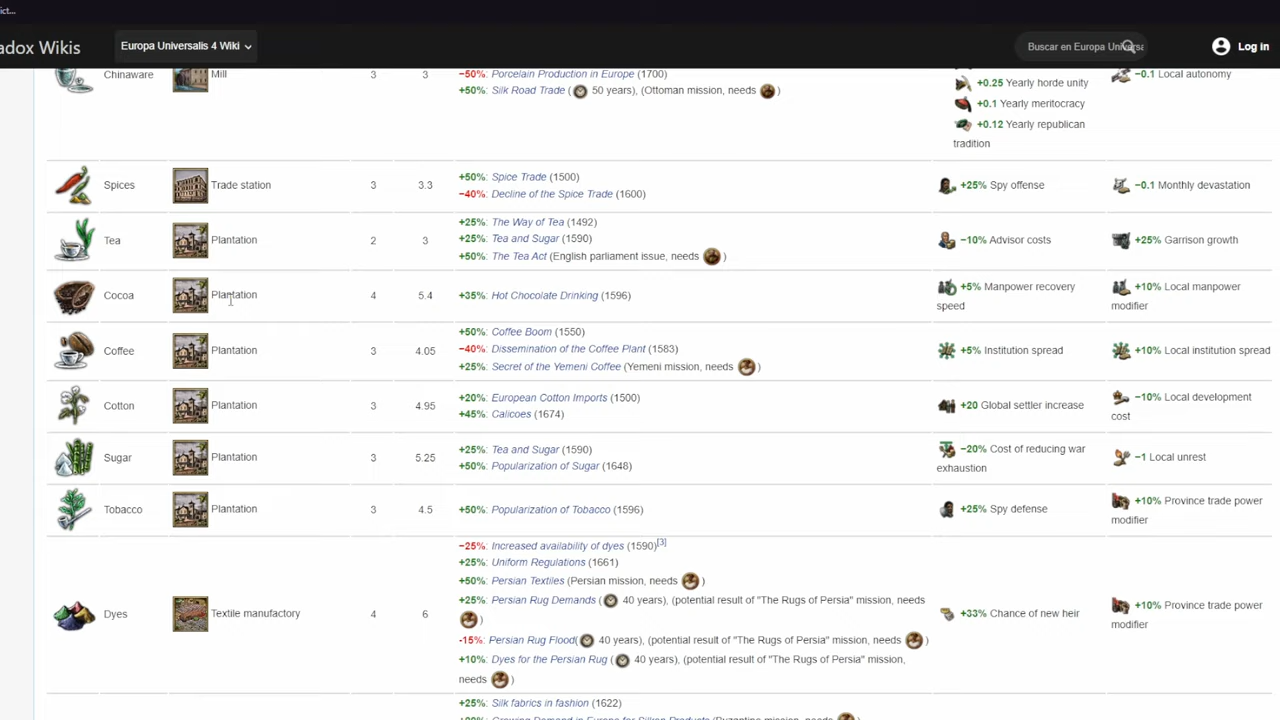 ict...
adox Wikis
Europa Universalis 4 Wiki
Buscar en Europa Universa
Log in
Chinaware Mill 3 3 −50%: Porcelain Production in Europe (1700) −0.1 Local autonomy
+50%: Silk Road Trade ( 50 years), (Ottoman mission, needs )
+0.25 Yearly horde unity
+0.1 Yearly meritocracy
+0.12 Yearly republican
tradition
Spices Trade station 3 3.3 +50%: Spice Trade (1500)
−40%: Decline of the Spice Trade (1600)
+25% Spy offense
−0.1 Monthly devastation
Tea Plantation 2 3 +25%: The Way of Tea (1492)
+25%: Tea and Sugar (1590)
+50%: The Tea Act (English parliament issue, needs )
−10% Advisor costs
+25% Garrison growth
Cocoa Plantation 4 5.4 +35%: Hot Chocolate Drinking (1596)
+5% Manpower recovery
speed
+10% Local manpower
modifier
Coffee Plantation 3 4.05 +50%: Coffee Boom (1550)
−40%: Dissemination of the Coffee Plant (1583)
+25%: Secret of the Yemeni Coffee (Yemeni mission, needs )
+5% Institution spread
+10% Local institution spread
Cotton Plantation 3 4.95 +20%: European Cotton Imports (1500)
+45%: Calicoes (1674)
+20 Global settler increase
−10% Local development
cost
Sugar Plantation 3 5.25 +25%: Tea and Sugar (1590)
+50%: Popularization of Sugar (1648)
−20% Cost of reducing war
exhaustion
−1 Local unrest
Tobacco Plantation 3 4.5 +50%: Popularization of Tobacco (1596)
+25% Spy defense
+10% Province trade power
modifier
Dyes Textile manufactory 4 6 −25%: Increased availability of dyes (1590)[3]
+25%: Uniform Regulations (1661)
+50%: Persian Textiles (Persian mission, needs )
+25%: Persian Rug Demands ( 40 years), (potential result of "The Rugs of Persia" mission, needs
)
-15%: Persian Rug Flood( 40 years), (potential result of "The Rugs of Persia" mission, needs )
+10%: Dyes for the Persian Rug ( 40 years), (potential result of "The Rugs of Persia" mission,
needs )
+33% Chance of new heir
+10% Province trade power
modifier
+25%: Silk fabrics in fashion (1622)